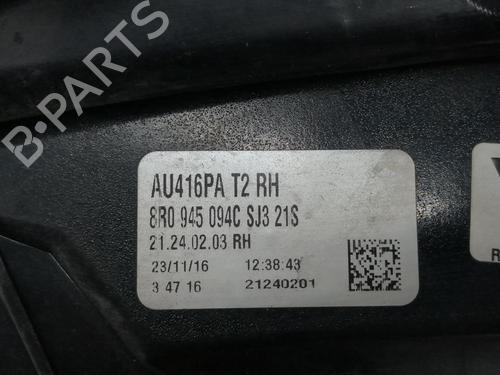 B-PARTS
AU416PA T2 RH
8R0 945 094C SJ3 21S
21.24.02.03 RH
23/11/16 12:38:43
3 47 16 21240201